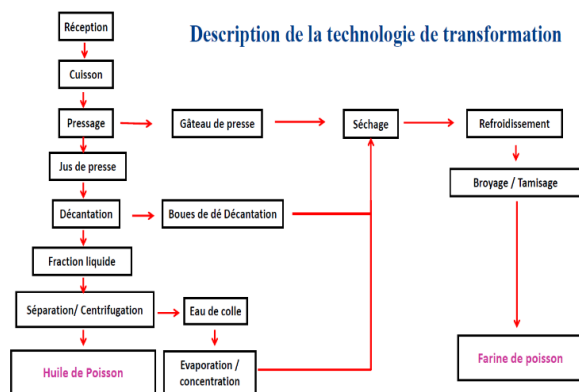 Description de la technologie de transformation
Réception
Cuisson
Pressage
Gâteau de presse
Séchage
Refroidissement
Jus de presse
Broyage / Tamisage
Décantation
Boues de dé Décantation
Fraction liquide
Séparation/ Centrifugation
Eau de colle
Huile de Poisson
Evaporation /
concentration
Farine de poisson